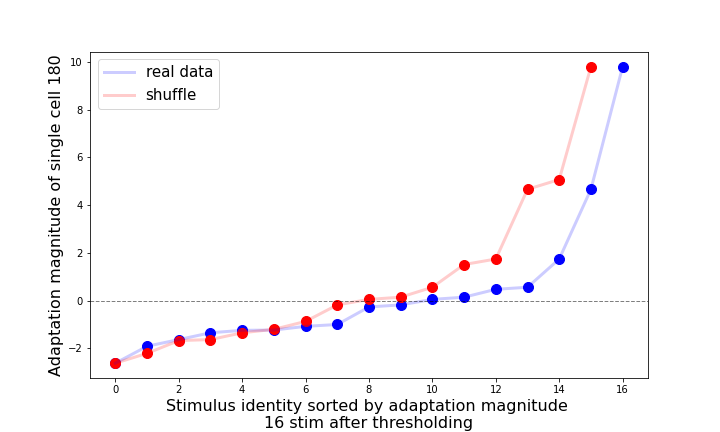 real data
shuffle
Adaptation magnitude of single cell 180
10
8
6
4
2
0
−2
0 2 4 6 8 10 12 14 16
Stimulus identity sorted by adaptation magnitude
16 stim after thresholding